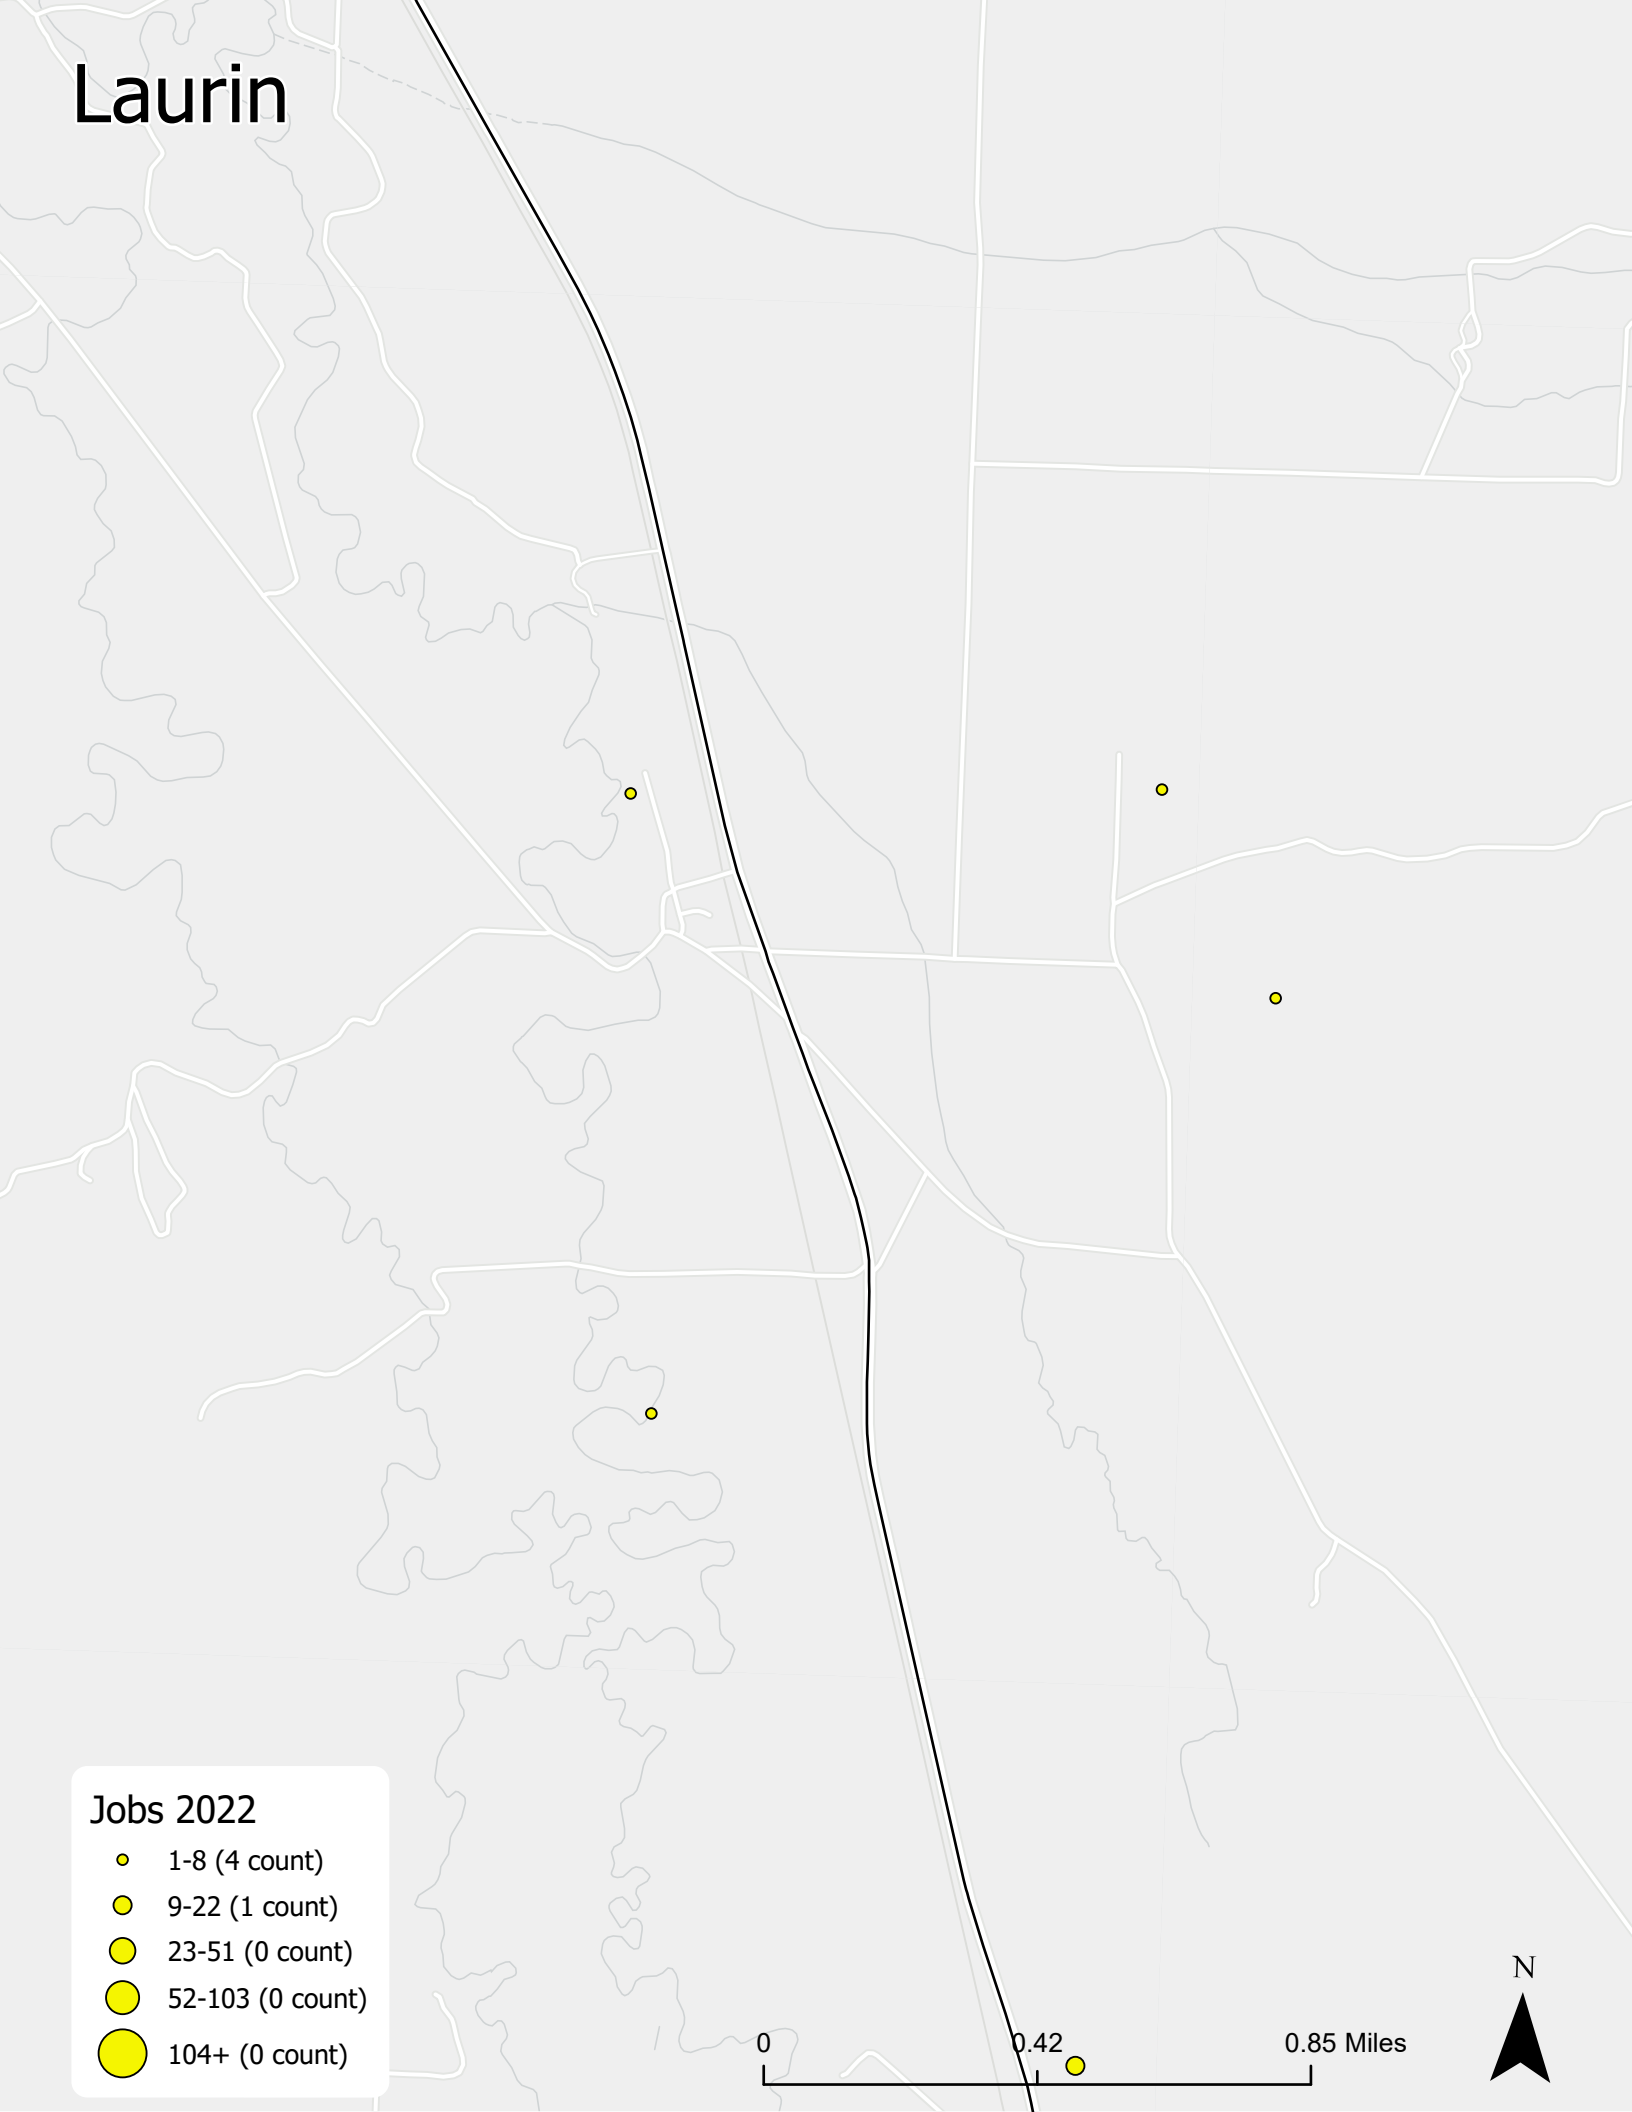 Laurin
Jobs 2022
1-8 (4 count)
9-22 (1 count)
23-51 (0 count)
52-103 (0 count)
104+ (0 count)
N
0 0.42 0.85 Miles